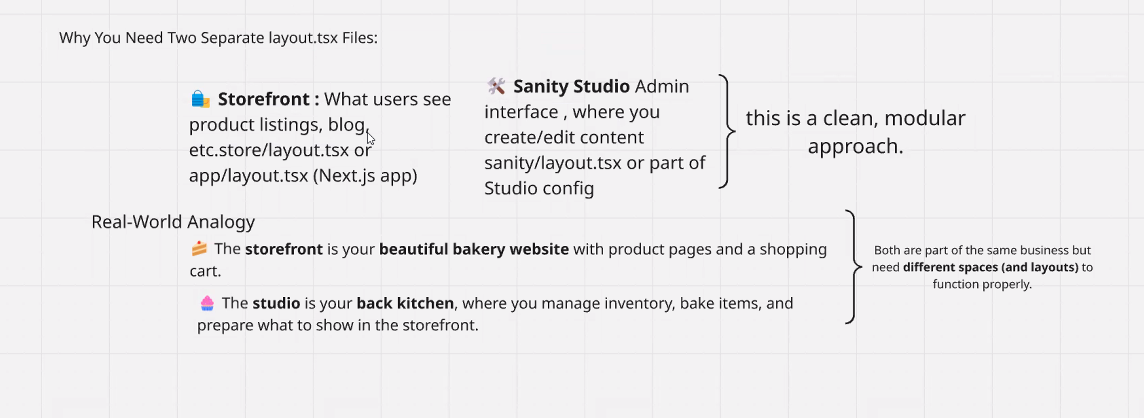 Why You Need Two Separate layout.tsx Files:
🛍️ Storefront : What users see
product listings, blog,
etc.store/layout.tsx or
app/layout.tsx (Next.js app)
🛠️ Sanity Studio Admin
interface , where you
create/edit content
sanity/layout.tsx or part of
Studio config
this is a clean, modular
approach.
Real-World Analogy
🍰 The storefront is your beautiful bakery website with product pages and a shopping
cart.
🧁 The studio is your back kitchen, where you manage inventory, bake items, and
prepare what to show in the storefront.
Both are part of the same business but
need different spaces (and layouts) to
function properly.